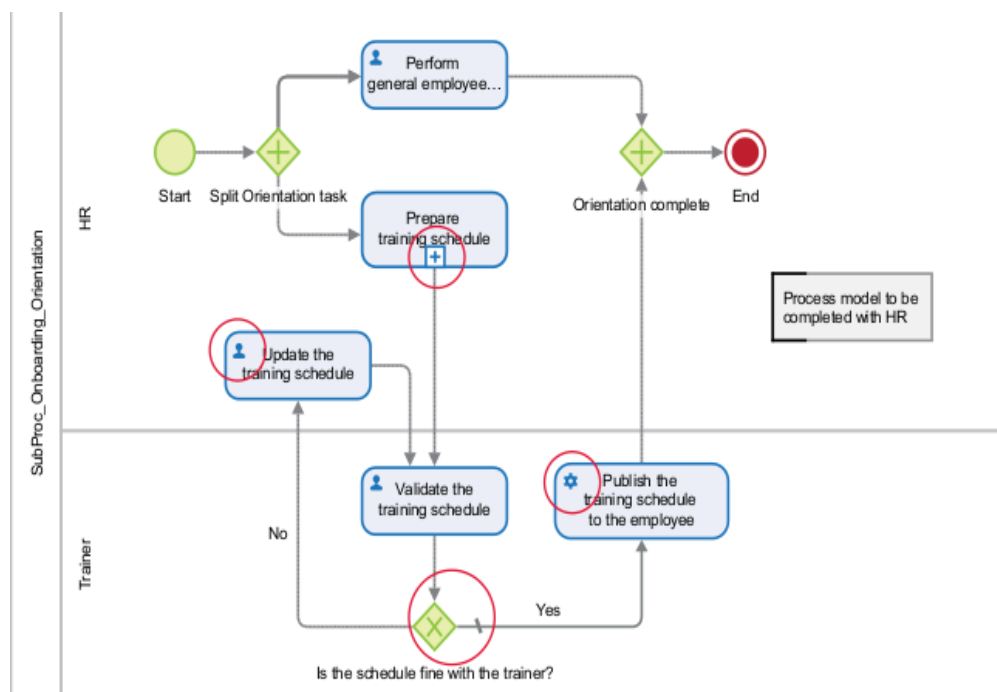 SubProc_Onboarding_Orientation
HR
Perform
general employee…
Start
Split Orientation task
Orientation complete
End
Prepare
training schedule
Process model to be
completed with HR
Update the
training schedule
Trainer
Validate the
training schedule
Publish the
training schedule
to the employee
No
Yes
Is the schedule fine with the trainer?